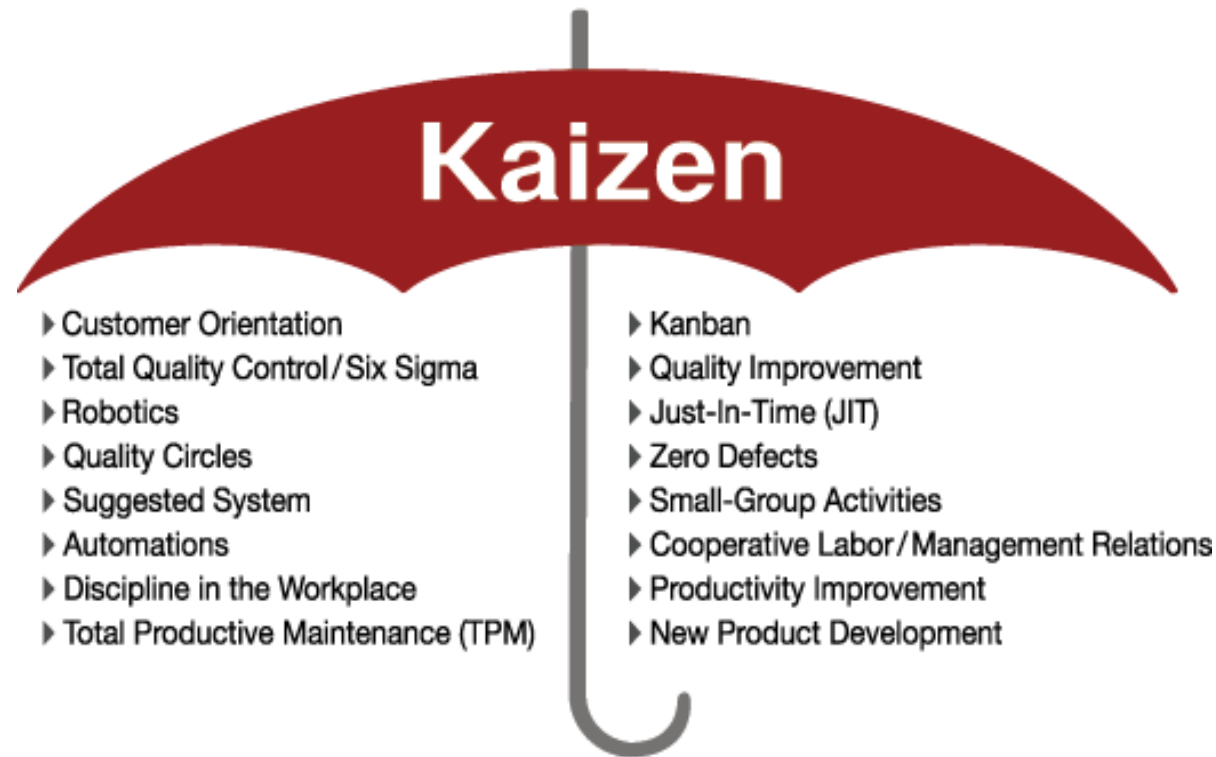 Kaizen
Customer Orientation
Total Quality Control/Six Sigma
Robotics
Quality Circles
Suggested System
Automations
Discipline in the Workplace
Total Productive Maintenance (TPM)
Kanban
Quality Improvement
Just-In-Time (JIT)
Zero Defects
Small-Group Activities
Cooperative Labor/Management Relations
Productivity Improvement
New Product Development